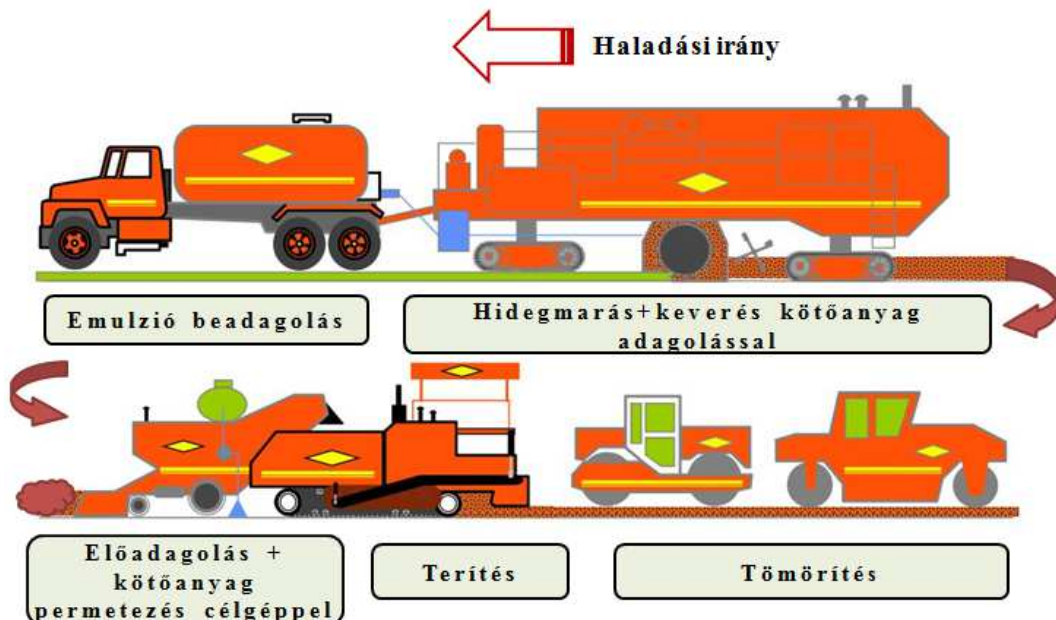 Haladási irány
Emulzió beadagolás
Hidegmarás+keverés kötőanyag
adagolással
Előadagolás +
kötőanyag
permetezés célgéppel
Terítés
Tömörítés